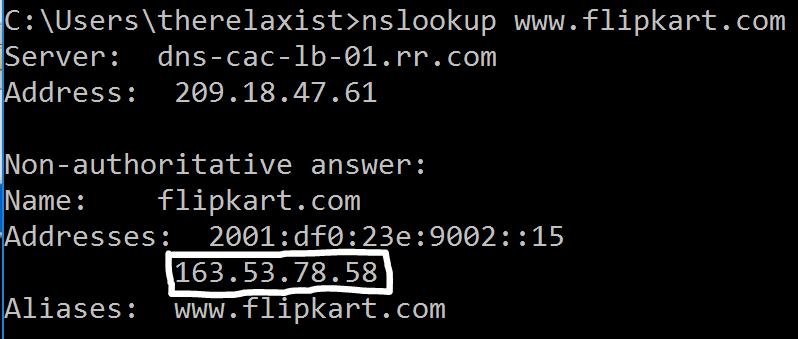 C:\Users\therelaxist>nslookup www.flipkart.com
Server:  dns-cac-lb-01.rr.com
Address:  209.18.47.61
Non-authoritative answer:
Name:    flipkart.com
Addresses:  2001:df0:23e:9002::15
163.53.78.58
Aliases:  www.flipkart.com